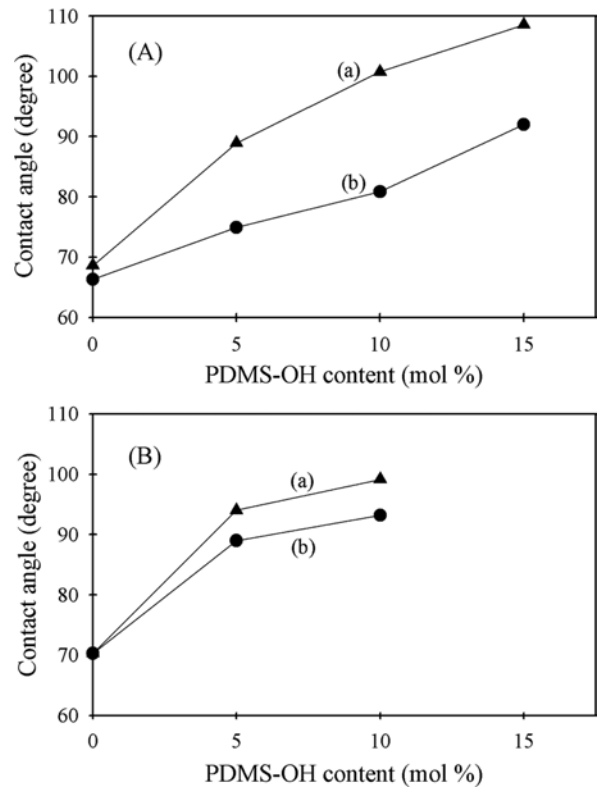 110
(A)
(a)
100
90
(b)
80
70
60
0
5
10
15
Contact angle (degree)
PDMS-OH content (mol %)
110
(B)
100
(a)
90
(b)
80
70
60
0
5
10
15
Contact angle (degree)
PDMS-OH content (mol %)